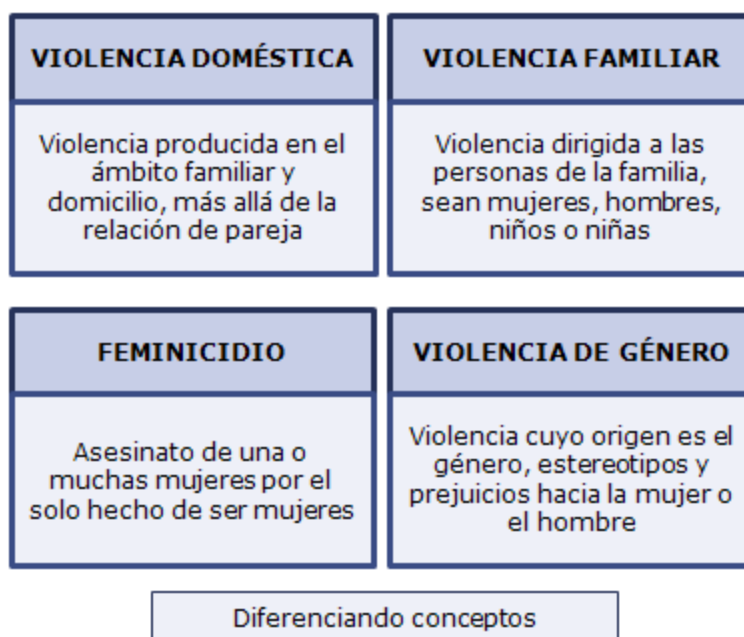 VIOLENCIA DOMÉSTICA
Violencia producida en el
ámbito familiar y
domicilio, más allá de la
relación de pareja
VIOLENCIA FAMILIAR
Violencia dirigida a las
personas de la familia,
sean mujeres, hombres,
niños o niñas
FEMINICIDIO
Asesinato de una o
muchas mujeres por el
solo hecho de ser mujeres
VIOLENCIA DE GÉNERO
Violencia cuyo origen es el
género, estereotipos y
prejuicios hacia la mujer o
el hombre
Diferenciando conceptos